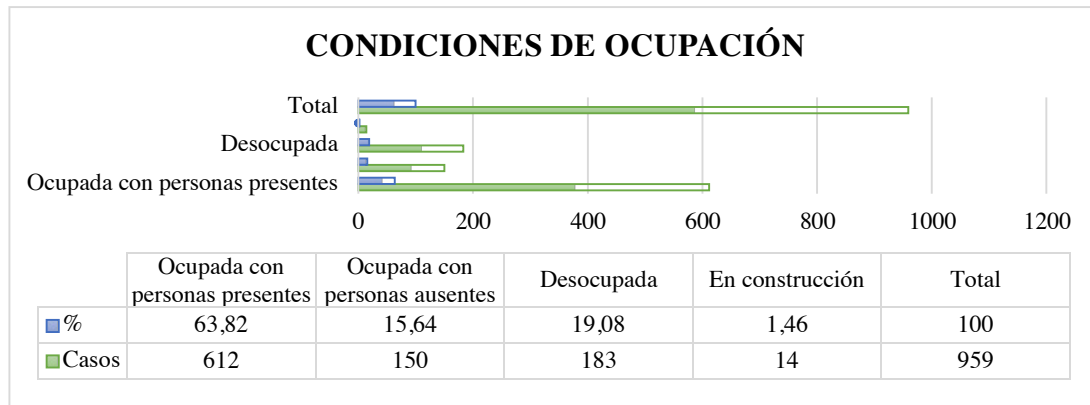 CONDICIONES DE OCUPACIÓN
Total
Desocupada
Ocupada con personas presentes
0 200 400 600 800 1000 1200
Ocupada con personas presentes Ocupada con personas ausentes Desocupada En construcción Total
% 63,82 15,64 19,08 1,46 100
Casos 612 150 183 14 959